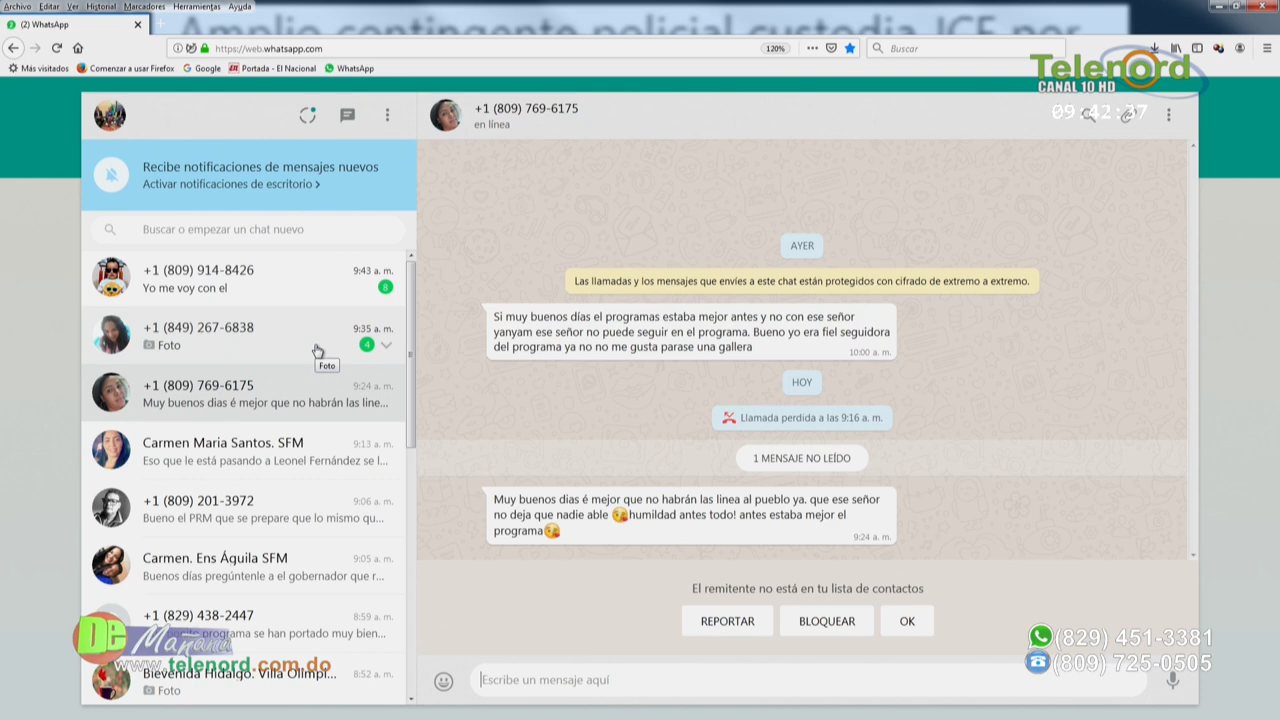 Archivo Editar Ver Historial Marcadores Herramientas Ayuda
Amplio contingente policial custodia JCE por
(2) WhatsApp
https://web.whatsapp.com
120%
Buscar
Más visitados
Comenzar a usar Firefox
Google
Portada - El Nacional
WhatsApp
Telenord
CANAL 10 HD
09:42:37
+1 (809) 769-6175
en línea
Recibe notificaciones de mensajes nuevos
Activar notificaciones de escritorio >
Buscar o empezar un chat nuevo
+1 (809) 914-8426
9:43 a. m.
Yo me voy con el
8
+1 (849) 267-6838
9:35 a. m.
Foto
4
Foto
+1 (809) 769-6175
9:24 a. m.
Muy buenos dias é mejor que no habrán las line...
Carmen Maria Santos. SFM
9:13 a. m.
Eso que le está pasando a Leonel Fernández se l...
+1 (809) 201-3972
9:06 a. m.
Bueno el PRM que se prepare que lo mismo qu...
Carmen. Ens Águila SFM
9:05 a. m.
Buenos días pregúntenle a el gobernador que r...
+1 (829) 438-2447
8:59 a. m.
programa se han portado muy bien...
Bievenida Hidalgo. Villa Olimpi...
8:52 a. m.
Foto
De Mañana
www.telenord.com.do
AYER
Las llamadas y los mensajes que envíes a este chat están protegidos con cifrado de extremo a extremo.
Si muy buenos días el programas estaba mejor antes y no con ese señor
yanyam ese señor no puede seguir en el programa. Bueno yo era fiel seguidora
del programa ya no no me gusta parase una gallera
10:00 a. m.
HOY
Llamada perdida a las 9:16 a. m.
1 MENSAJE NO LEÍDO
Muy buenos dias é mejor que no habrán las linea al pueblo ya. que ese señor
no deja que nadie able 😘humildad antes todo! antes estaba mejor el
programa😘
9:24 a. m.
El remitente no está en tu lista de contactos
REPORTAR
BLOQUEAR
OK
Escribe un mensaje aquí
(829) 451-3381
(809) 725-0505